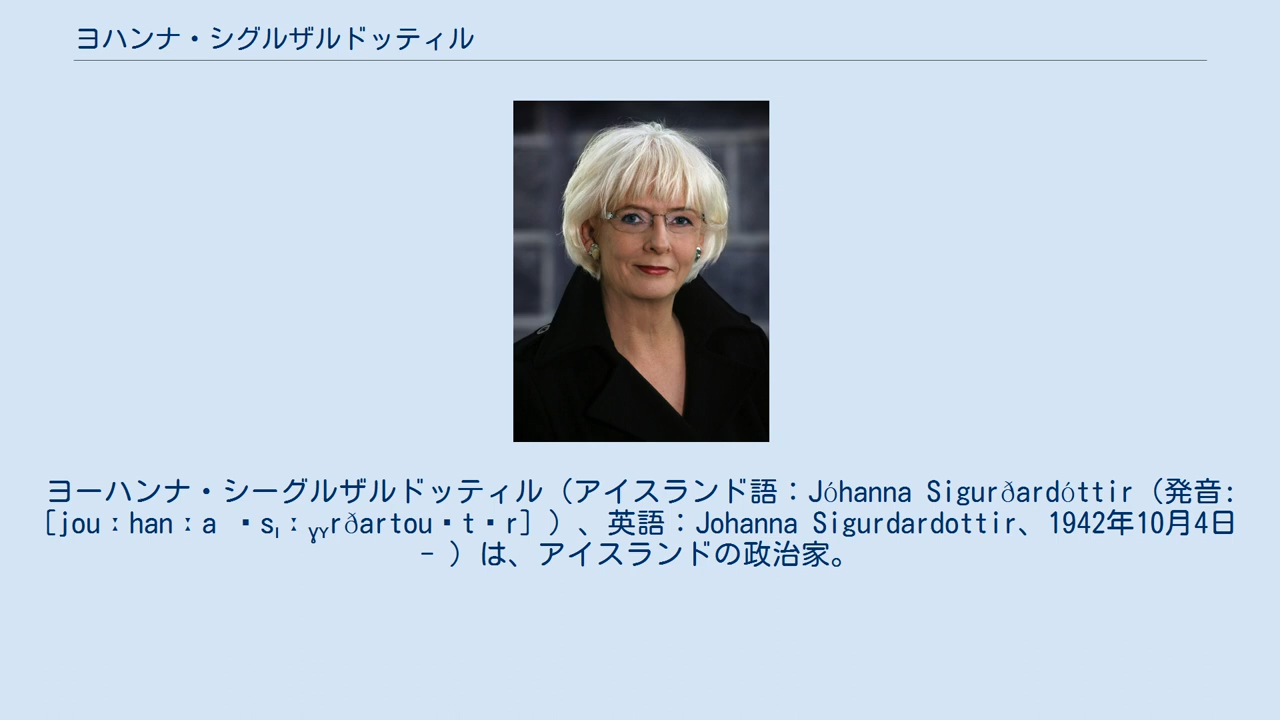 ヨハンナ・シグルザルドッティル
ヨーハンナ・シーグルザルドッティル（アイスランド語：Jóhanna Sigurðardóttir（発音:
[jouːhanːa ˈsɪːɣʏrðartouˈtˈr]）、英語：Johanna Sigurdardottir、1942年10月4日
- ）は、アイスランドの政治家。